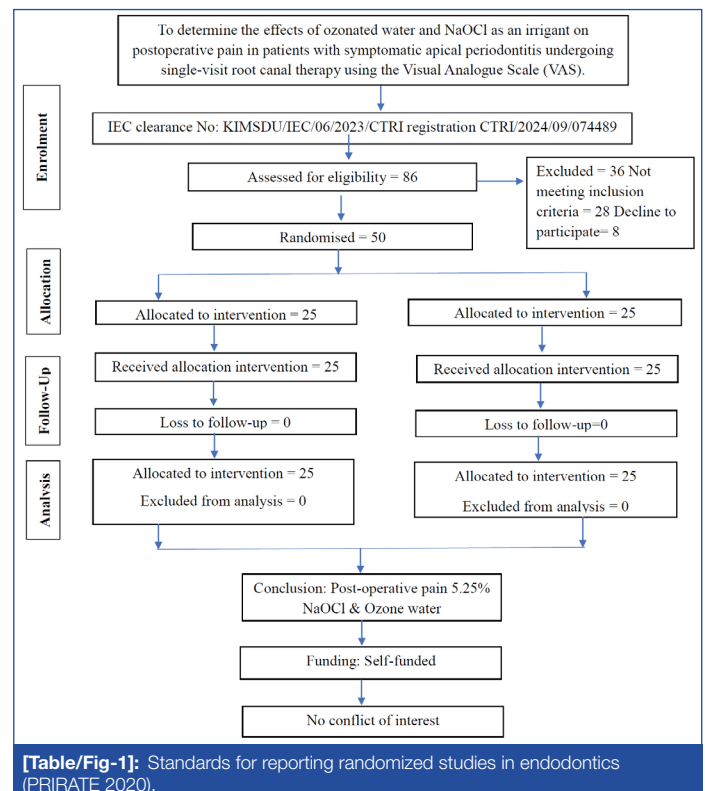 To determine the effects of ozonated water and NaOCl as an irrigant on
postoperative pain in patients with symptomatic apical periodontitis undergoing
single-visit root canal therapy using the Visual Analogue Scale (VAS).
Enrolment
IEC clearance No: KIMSDU/IEC/06/2023/CTRI registration CTRI/2024/09/074489
Assessed for eligibility = 86
Excluded = 36 Not
meeting inclusion
criteria = 28 Decline to
participate= 8
Randomised = 50
Allocation
Allocated to intervention = 25
Allocated to intervention = 25
Follow-Up
Received allocation intervention = 25
Received allocation intervention = 25
Loss to follow-up = 0
Loss to follow-up=0
Analysis
Allocated to intervention = 25
Excluded from analysis = 0
Allocated to intervention = 25
Excluded from analysis = 0
Conclusion: Post-operative pain 5.25%
NaOCl & Ozone water
Funding: Self-funded
No conflict of interest
[Table/Fig-1]: Standards for reporting randomized studies in endodontics
(PRIRATE 2020).